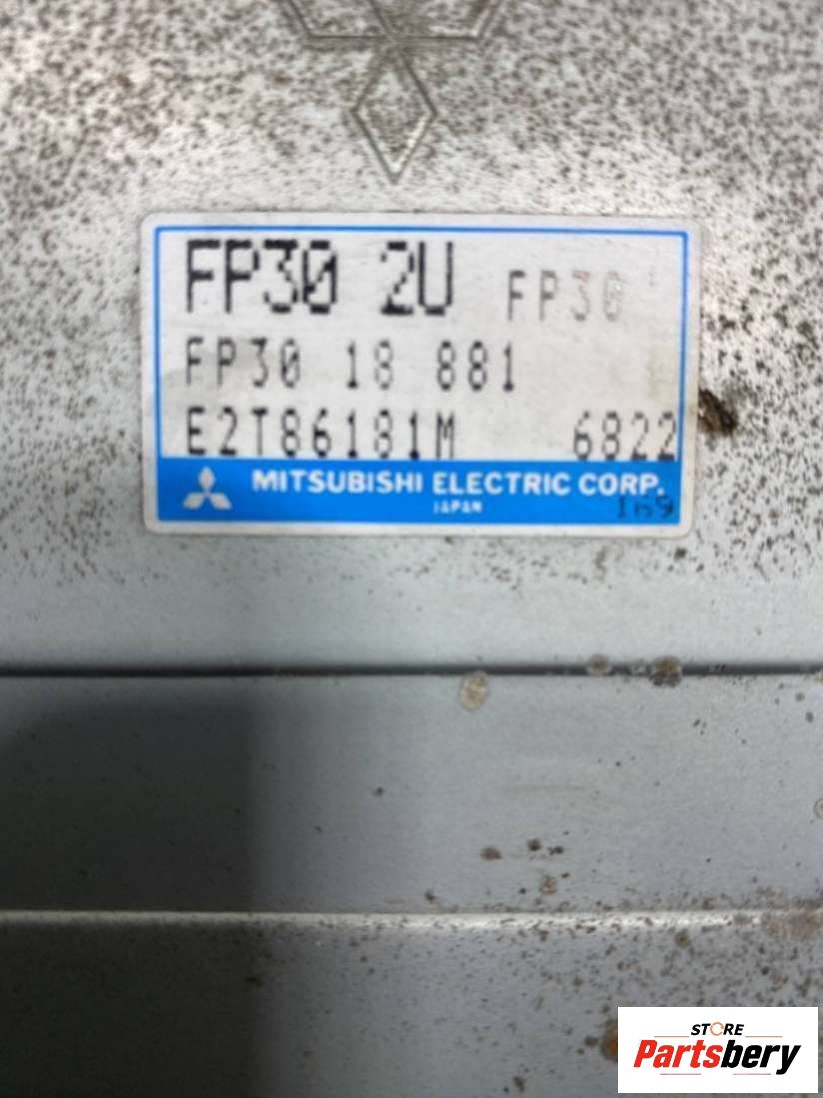 FP30 2U FP30
FP30 18 881
E2T86181M 6822
MITSUBISHI ELECTRIC CORP.
JAPAN 169
STORE
Partsbery